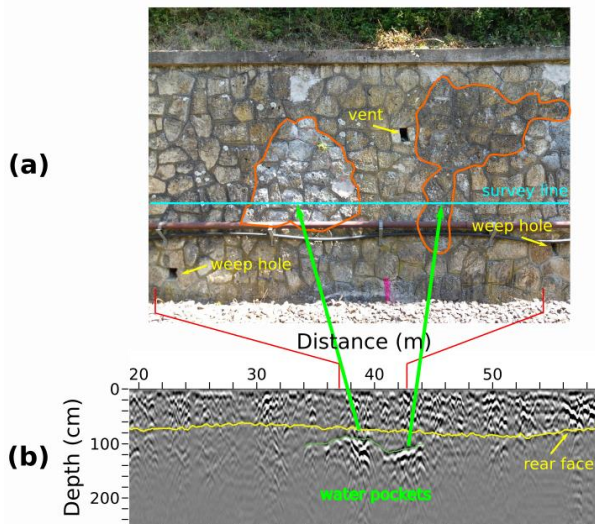 (a)
vent
survey line
weep hole
weep hole
Distance (m)
20 30 40 50
0
100
200
Depth (cm)
(b)
rear face
water pockets